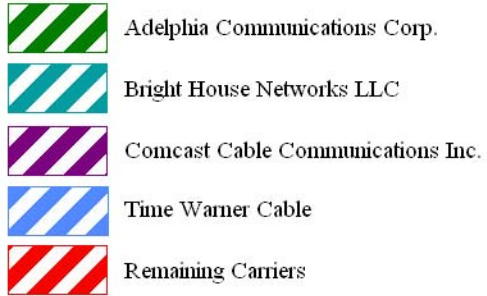 Adelphia Communications Corp.
Bright House Networks LLC
Comcast Cable Communications Inc.
Time Warner Cable
Remaining Carriers